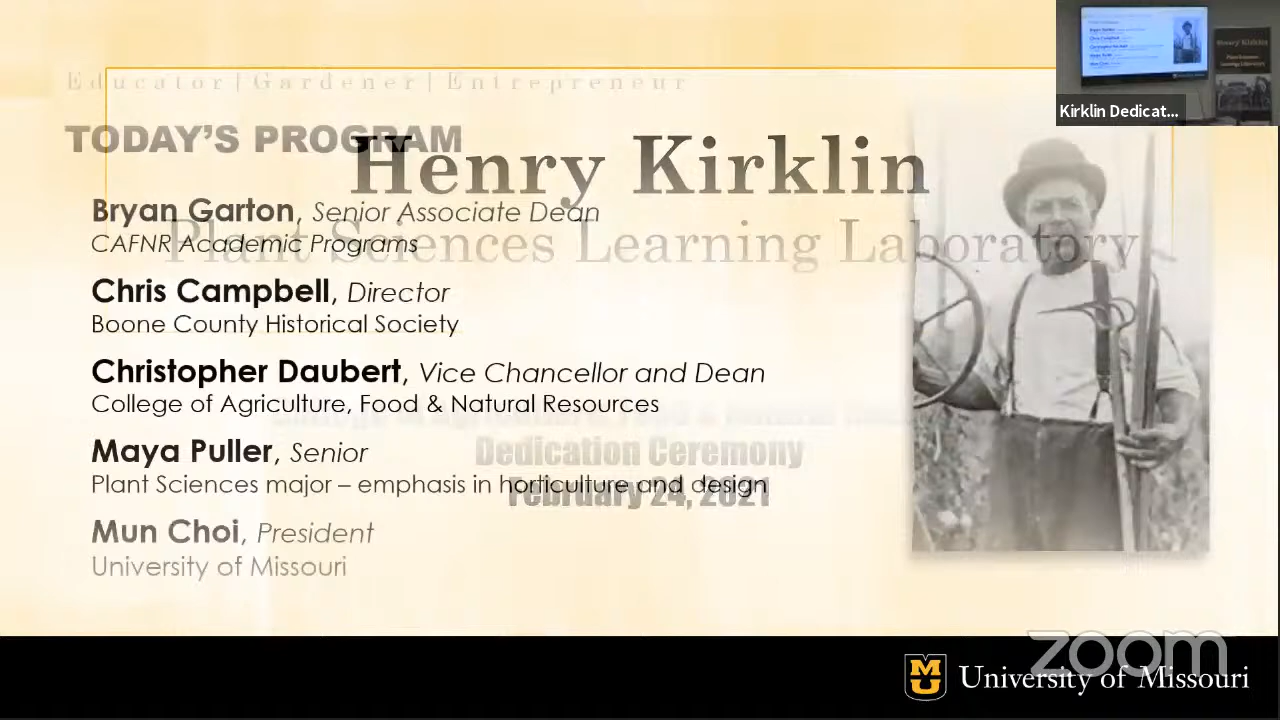 Educator | Gardener | Entrepreneur
TODAY'S PROGRAM
Henry Kirklin
Plant Sciences Learning Laboratory
Bryan Garton, Senior Associate Dean
CAFNR Academic Programs
Chris Campbell, Director
Boone County Historical Society
Christopher Daubert, Vice Chancellor and Dean
College of Agriculture, Food & Natural Resources
Maya Puller, Senior
Plant Sciences major – emphasis in horticulture and design
Mun Choi, President
University of Missouri
Dedication Ceremony
February 24, 2021
Kirklin Dedicat...
Henry Kirklin
zoom
MU
University of Missouri